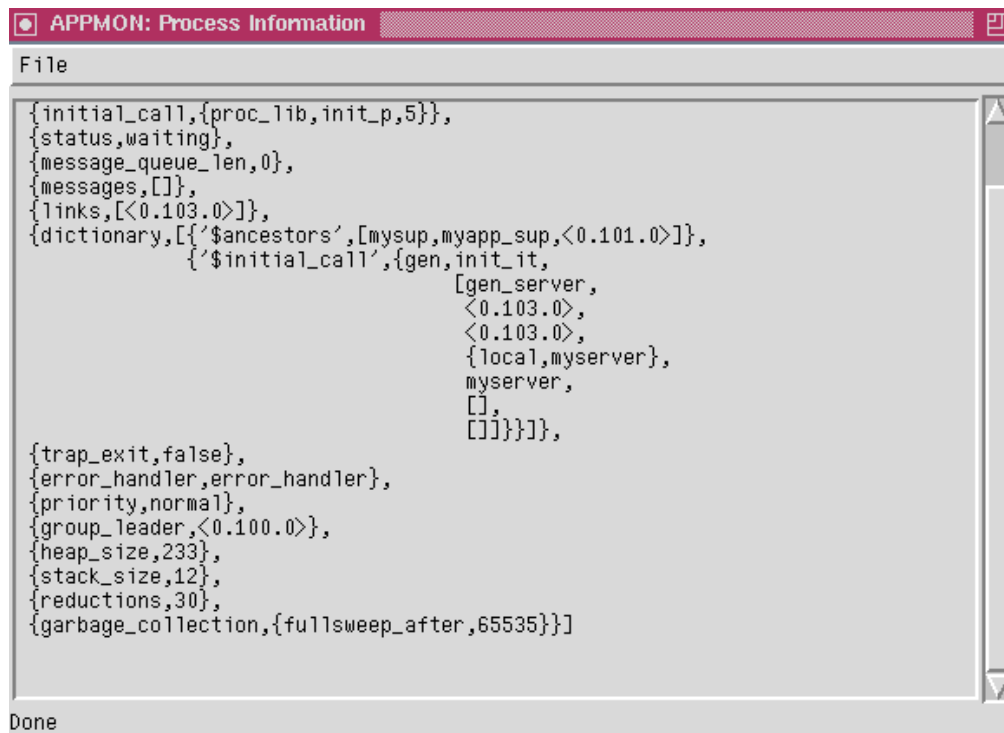 APPMON: Process Information
File
{initial_call,{proc_lib,init_p,5}},
{status,waiting},
{message_queue_len,0},
{messages,[]},
{links,[<0.103.0>]},
{dictionary,[{'$ancestors',[mysup,myapp_sup,<0.101.0>]},
{'$initial_call',{gen,init_it,
[gen_server,
<0.103.0>,
<0.103.0>,
{local,myserver},
myserver,
[],
[]]}}]},
{trap_exit,false},
{error_handler,error_handler},
{priority,normal},
{group_leader,<0.100.0>},
{heap_size,233},
{stack_size,12},
{reductions,30},
{garbage_collection,{fullsweep_after,65535}}]
Done